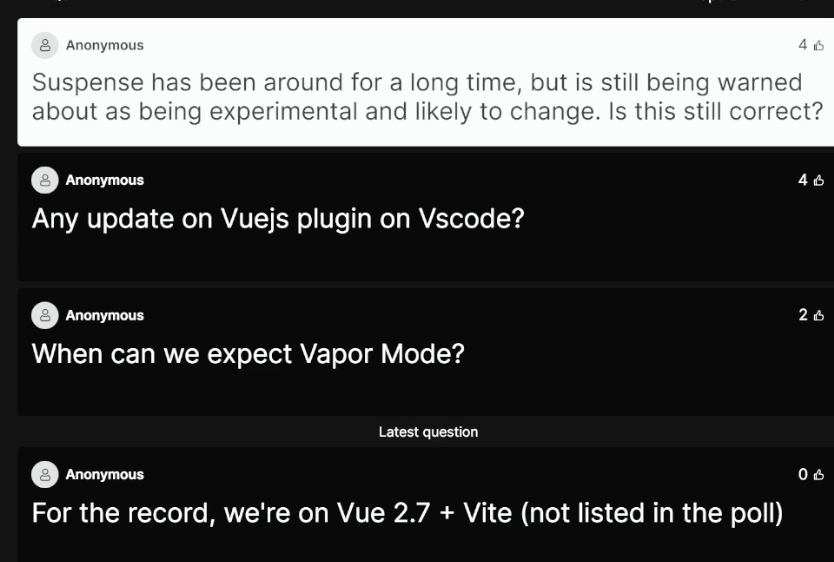 Anonymous
4
Suspense has been around for a long time, but is still being warned
about as being experimental and likely to change. Is this still correct?
Anonymous
4
Any update on Vuejs plugin on Vscode?
Anonymous
2
When can we expect Vapor Mode?
Latest question
Anonymous
0
For the record, we're on Vue 2.7 + Vite (not listed in the poll)